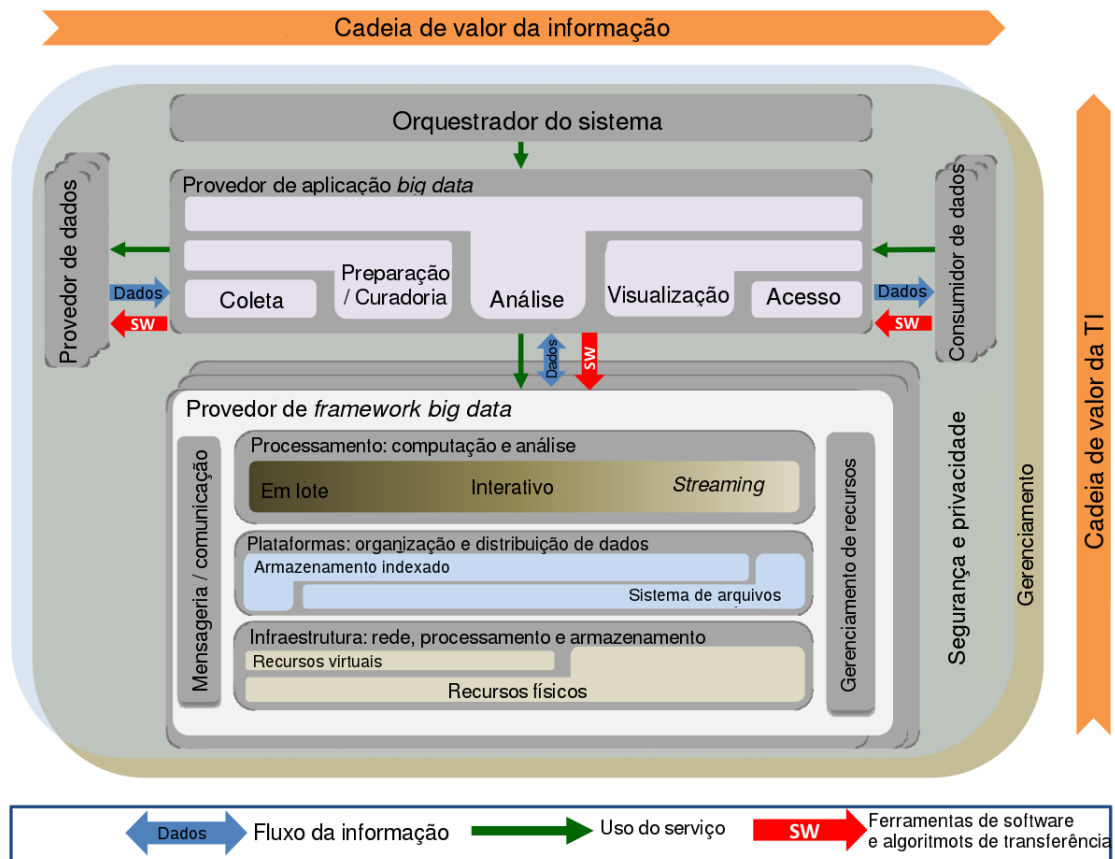 Cadeia de valor da informação
Orquestrador do sistema
Provedor de aplicação big data
Coleta
Preparação
/ Curadoria
Análise
Visualização
Acesso
Provedor de dados
Dados
SW
Consumidor de dados
Dados
SW
Dados
SW
Provedor de framework big data
Mensageria / comunicação
Processamento: computação e análise
Em lote
Interativo
Streaming
Plataformas: organização e distribuição de dados
Armazenamento indexado
Sistema de arquivos
Infraestrutura: rede, processamento e armazenamento
Recursos virtuais
Recursos físicos
Gerenciamento de recursos
Segurança e privacidade
Gerenciamento
Cadeia de valor da TI
Dados
Fluxo da informação
Uso do serviço
SW
Ferramentas de software
e algoritmots de transferência